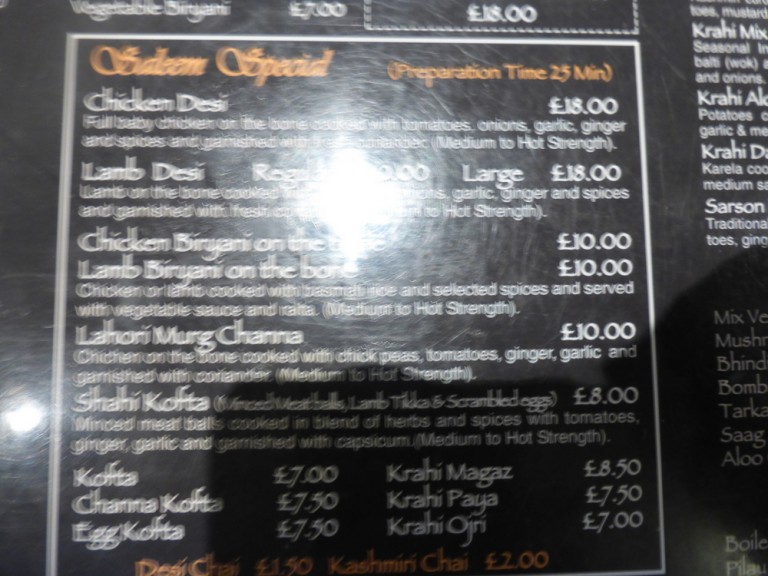 Vegetable Biryani £7.00
£18.00
Saleem Special (Preparation Time 25 Min)
Chicken Desi £18.00
Full baby chicken on the bone cooked with tomatoes, onions, garlic, ginger
and spices and garnished with coriander. (Medium to Hot Strength).
Lamb Desi Large £18.00
Lamb on the bone cooked garlic, ginger and spices
and garnished with fresh to Hot Strength).
Chicken Biryani on the bone £10.00
Lamb Biryani on the bone £10.00
Chicken or lamb cooked with basmati rice and selected spices and served
with vegetable sauce and raita. (Medium to Hot Strength).
Lahori Murg Channa £10.00
Chicken on the bone cooked with chick peas, tomatoes, ginger, garlic and
garnished with coriander. (Medium to Hot Strength).
Shahi Kofta (Minced Meatballs, Lamb Tikka & Scrambled eggs) £8.00
Minced meat balls cooked in blend of herbs and spices with tomatoes,
ginger, garlic and garnished with capsicum.(Medium to Hot Strength).
Kofta £7.00 Krahi Magaz £8.50
Channa Kofta £7.50 Krahi Paya £7.50
Egg Kofta £7.50 Krahi Ojri £7.00
Desi Chai £1.50 Kashmiri Chai £2.00
toes, mustard
Krahi Mix
Seasonal
balti (wok)
and onions.
Krahi
Potatoes
garlic &
Krahi
Karela
medium
Sarson
toes,
Mix
Aloo